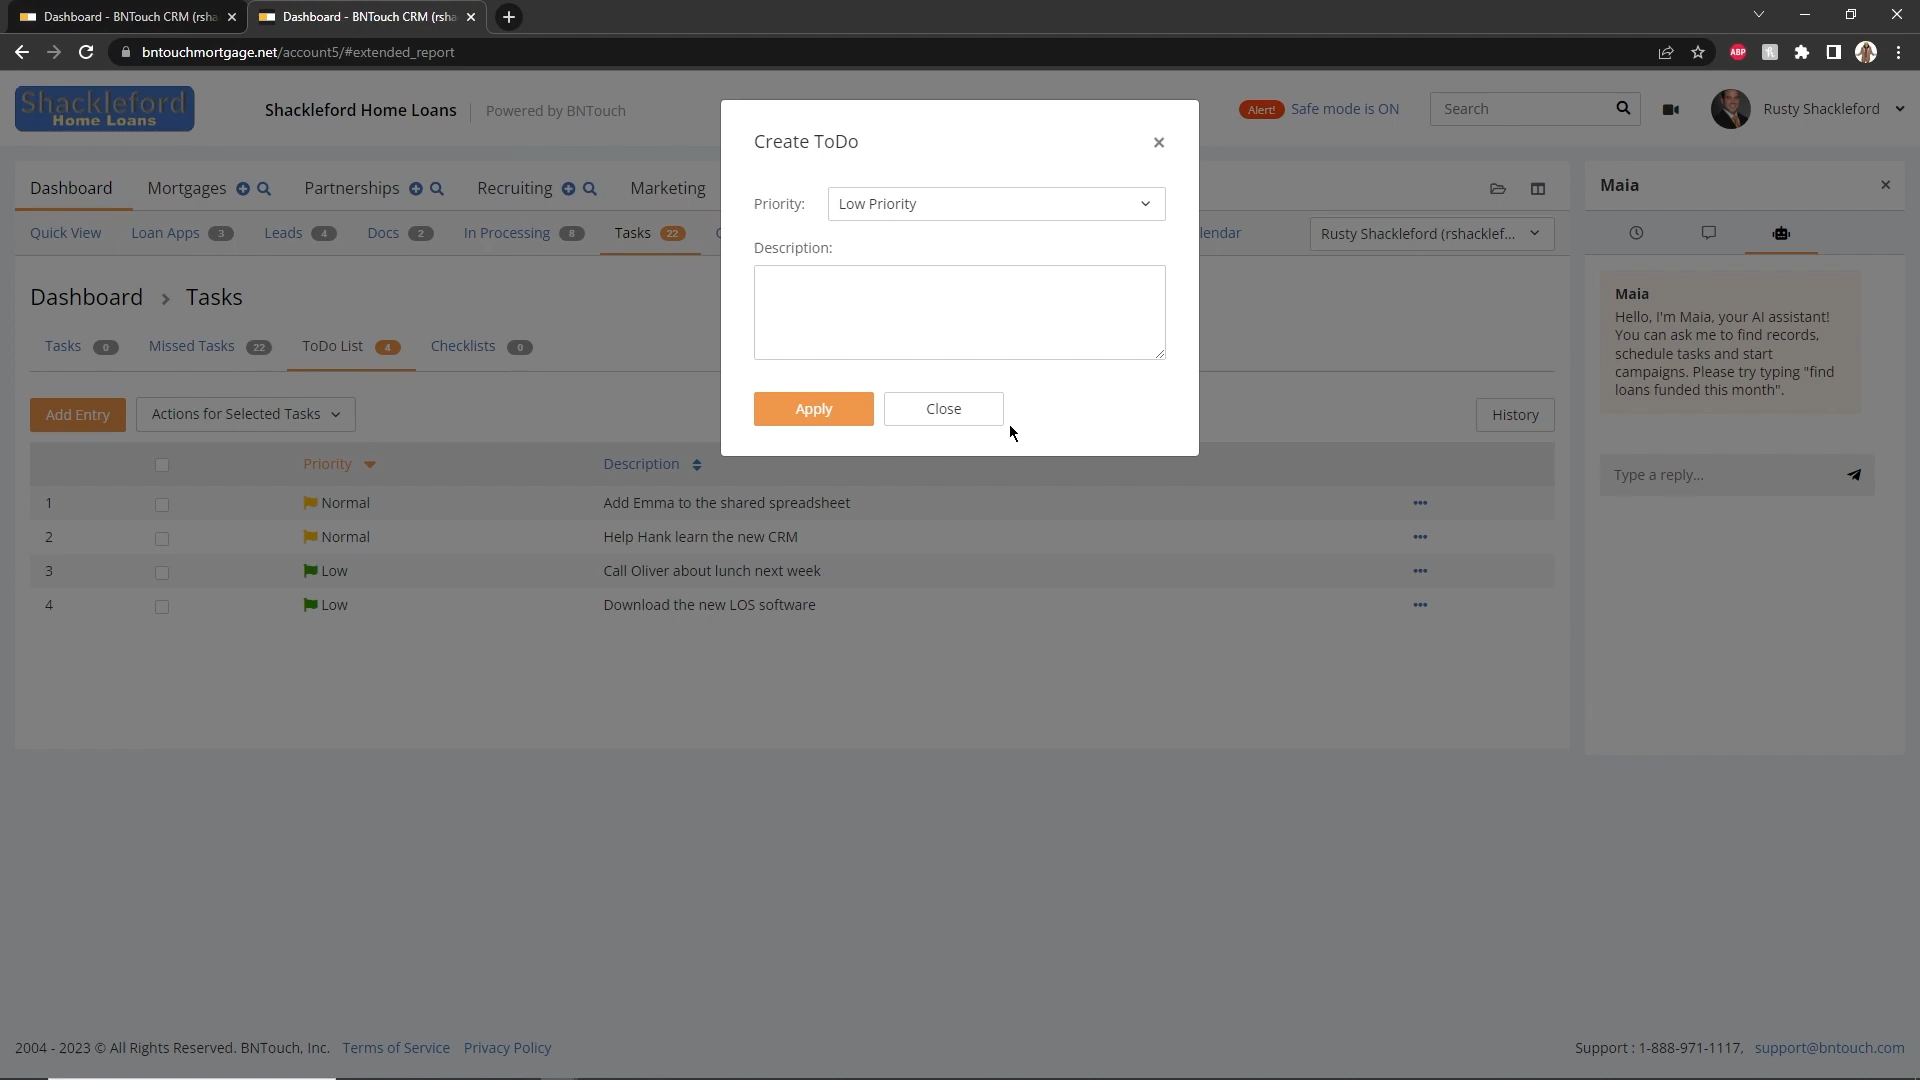 Dashboard - BNTouch CRM (rsha
Dashboard - BNTouch CRM (rsha
bntouchmortgage.net/account5/#extended_report
ABP
Shackleford
Home Loans
Shackleford Home Loans
Powered by BNTouch
Alert!
Safe mode is ON
Search
Rusty Shackleford
Dashboard
Mortgages
Partnerships
Recruiting
Marketing
Quick View
Loan Apps 3
Leads 4
Docs 2
In Processing 8
Tasks 22
lendar
Rusty Shackleford (rshacklef...
Dashboard > Tasks
Tasks 0
Missed Tasks 22
ToDo List 4
Checklists 0
Add Entry
Actions for Selected Tasks
History
Priority
Description
1 Normal Add Emma to the shared spreadsheet
2 Normal Help Hank learn the new CRM
3 Low Call Oliver about lunch next week
4 Low Download the new LOS software
Create ToDo
Priority:
Low Priority
Description:
Apply
Close
Maia
Maia
Hello, I'm Maia, your AI assistant!
You can ask me to find records,
schedule tasks and start
campaigns. Please try typing "find
loans funded this month".
Type a reply...
2004 - 2023 © All Rights Reserved. BNTouch, Inc. Terms of Service Privacy Policy
Support : 1-888-971-1117, support@bntouch.com